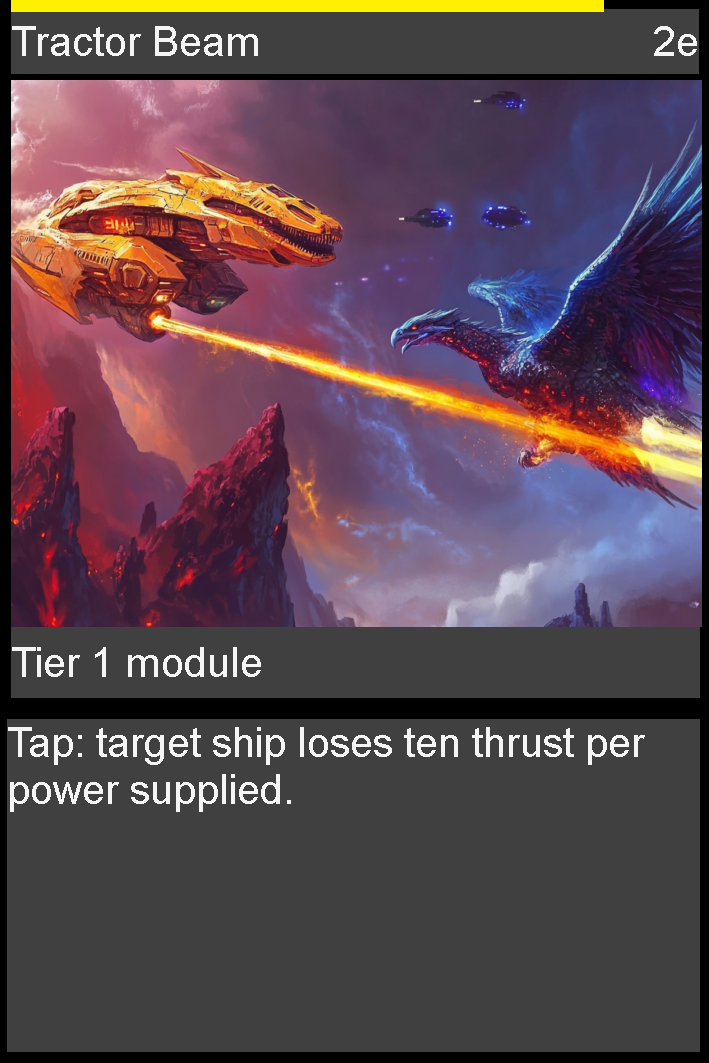 Tractor Beam
2e
Tier 1 module
Tap: target ship loses ten thrust per
power supplied.